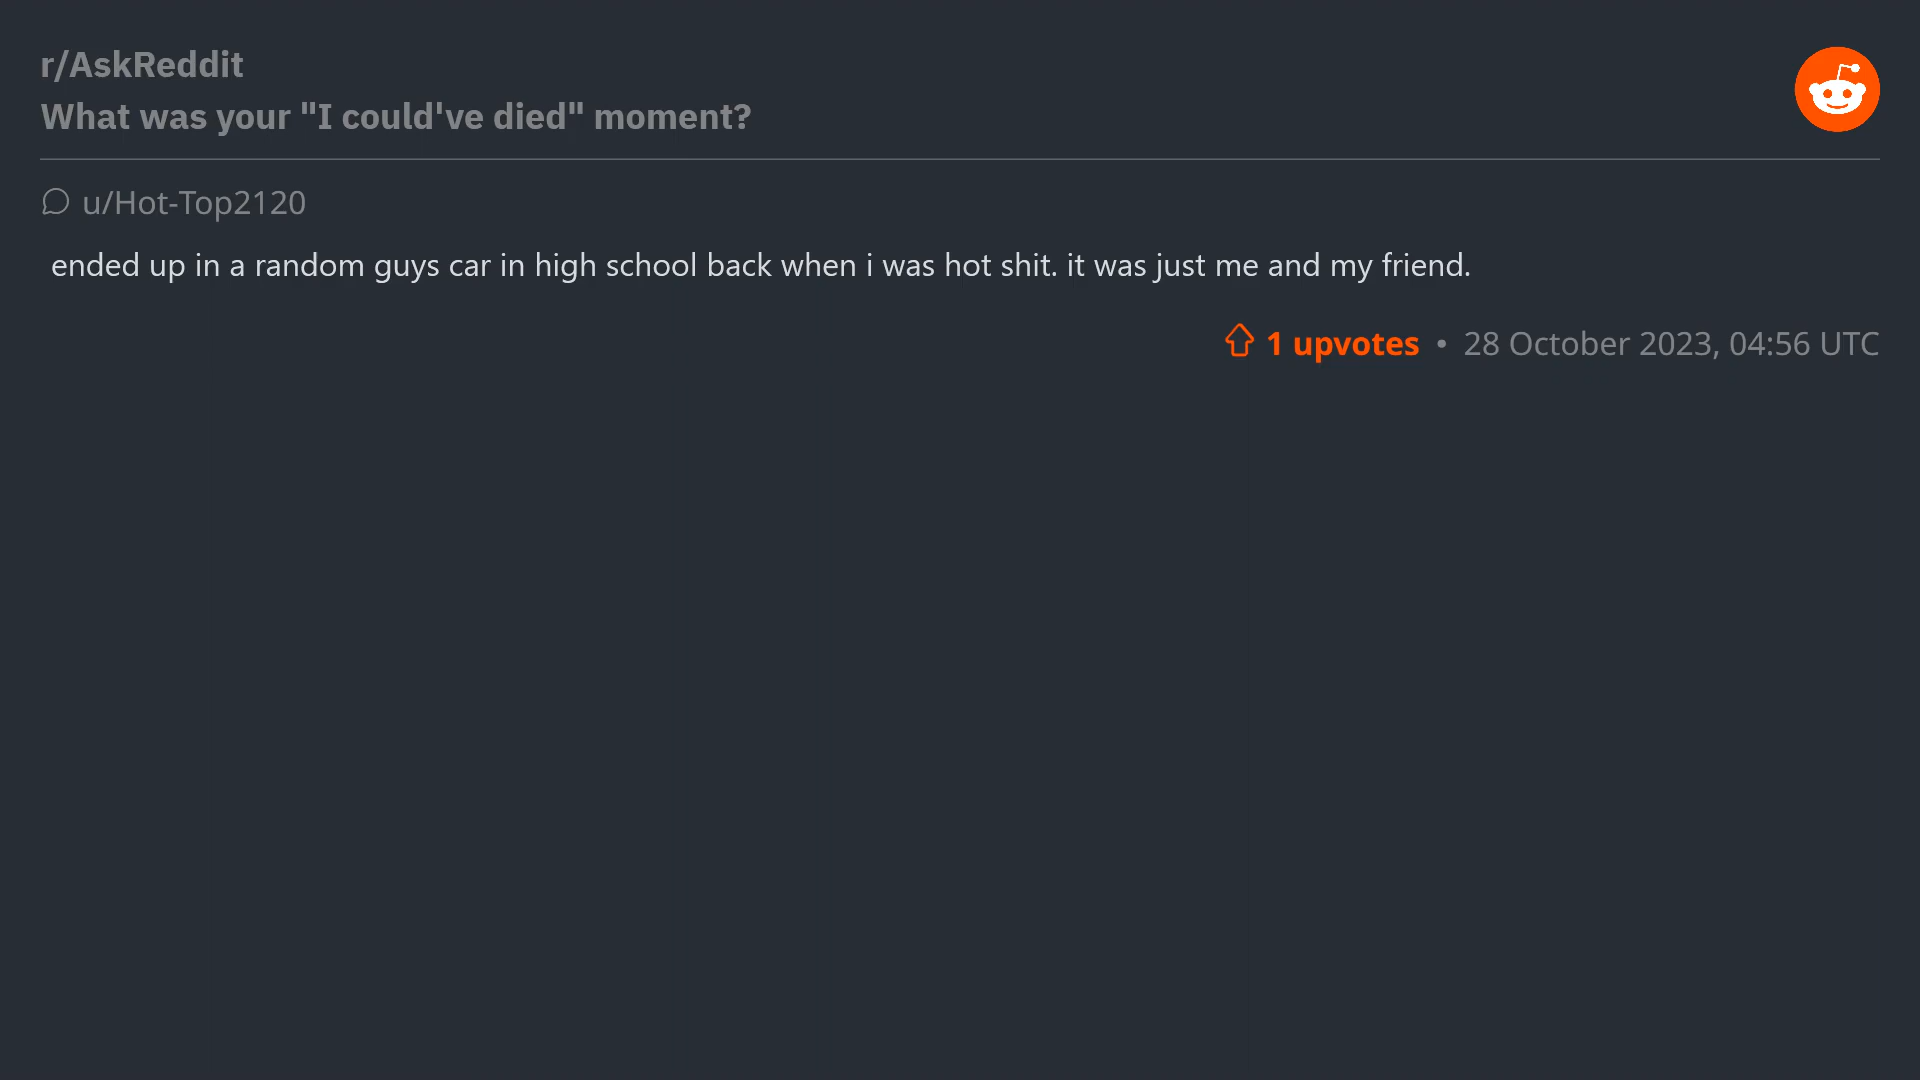 r/AskReddit
What was your "I could've died" moment?
u/Hot-Top2120
ended up in a random guys car in high school back when i was hot shit. it was just me and my friend.
1 upvotes • 28 October 2023, 04:56 UTC